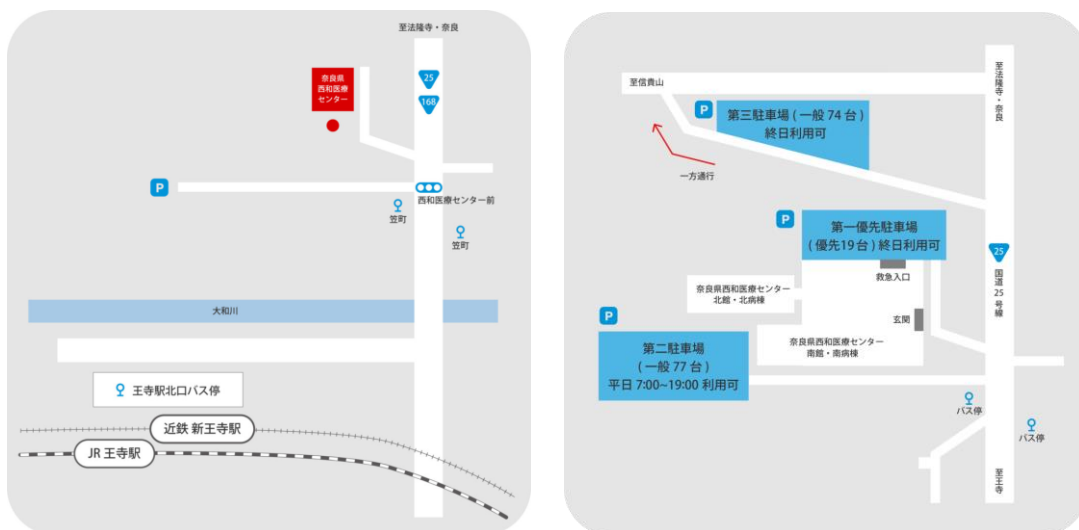 至法隆寺・奈良
奈良県
西和医療
センター
25
168
P
西和医療センター前
笠町
笠町
大和川
王寺駅北口バス停
近鉄 新王寺駅
JR 王寺駅
至法隆寺・奈良
至信貴山
P
第三駐車場 ( 一般 74 台 )
終日利用可
一方通行
P
第一優先駐車場
( 優先19台 ) 終日利用可
救急入口
25
国道25号線
奈良県西和医療センター
北館・北病棟
玄関
P
奈良県西和医療センター
南館・南病棟
第二駐車場
( 一般 77 台 )
平日 7:00~19:00 利用可
バス停
バス停
至王寺